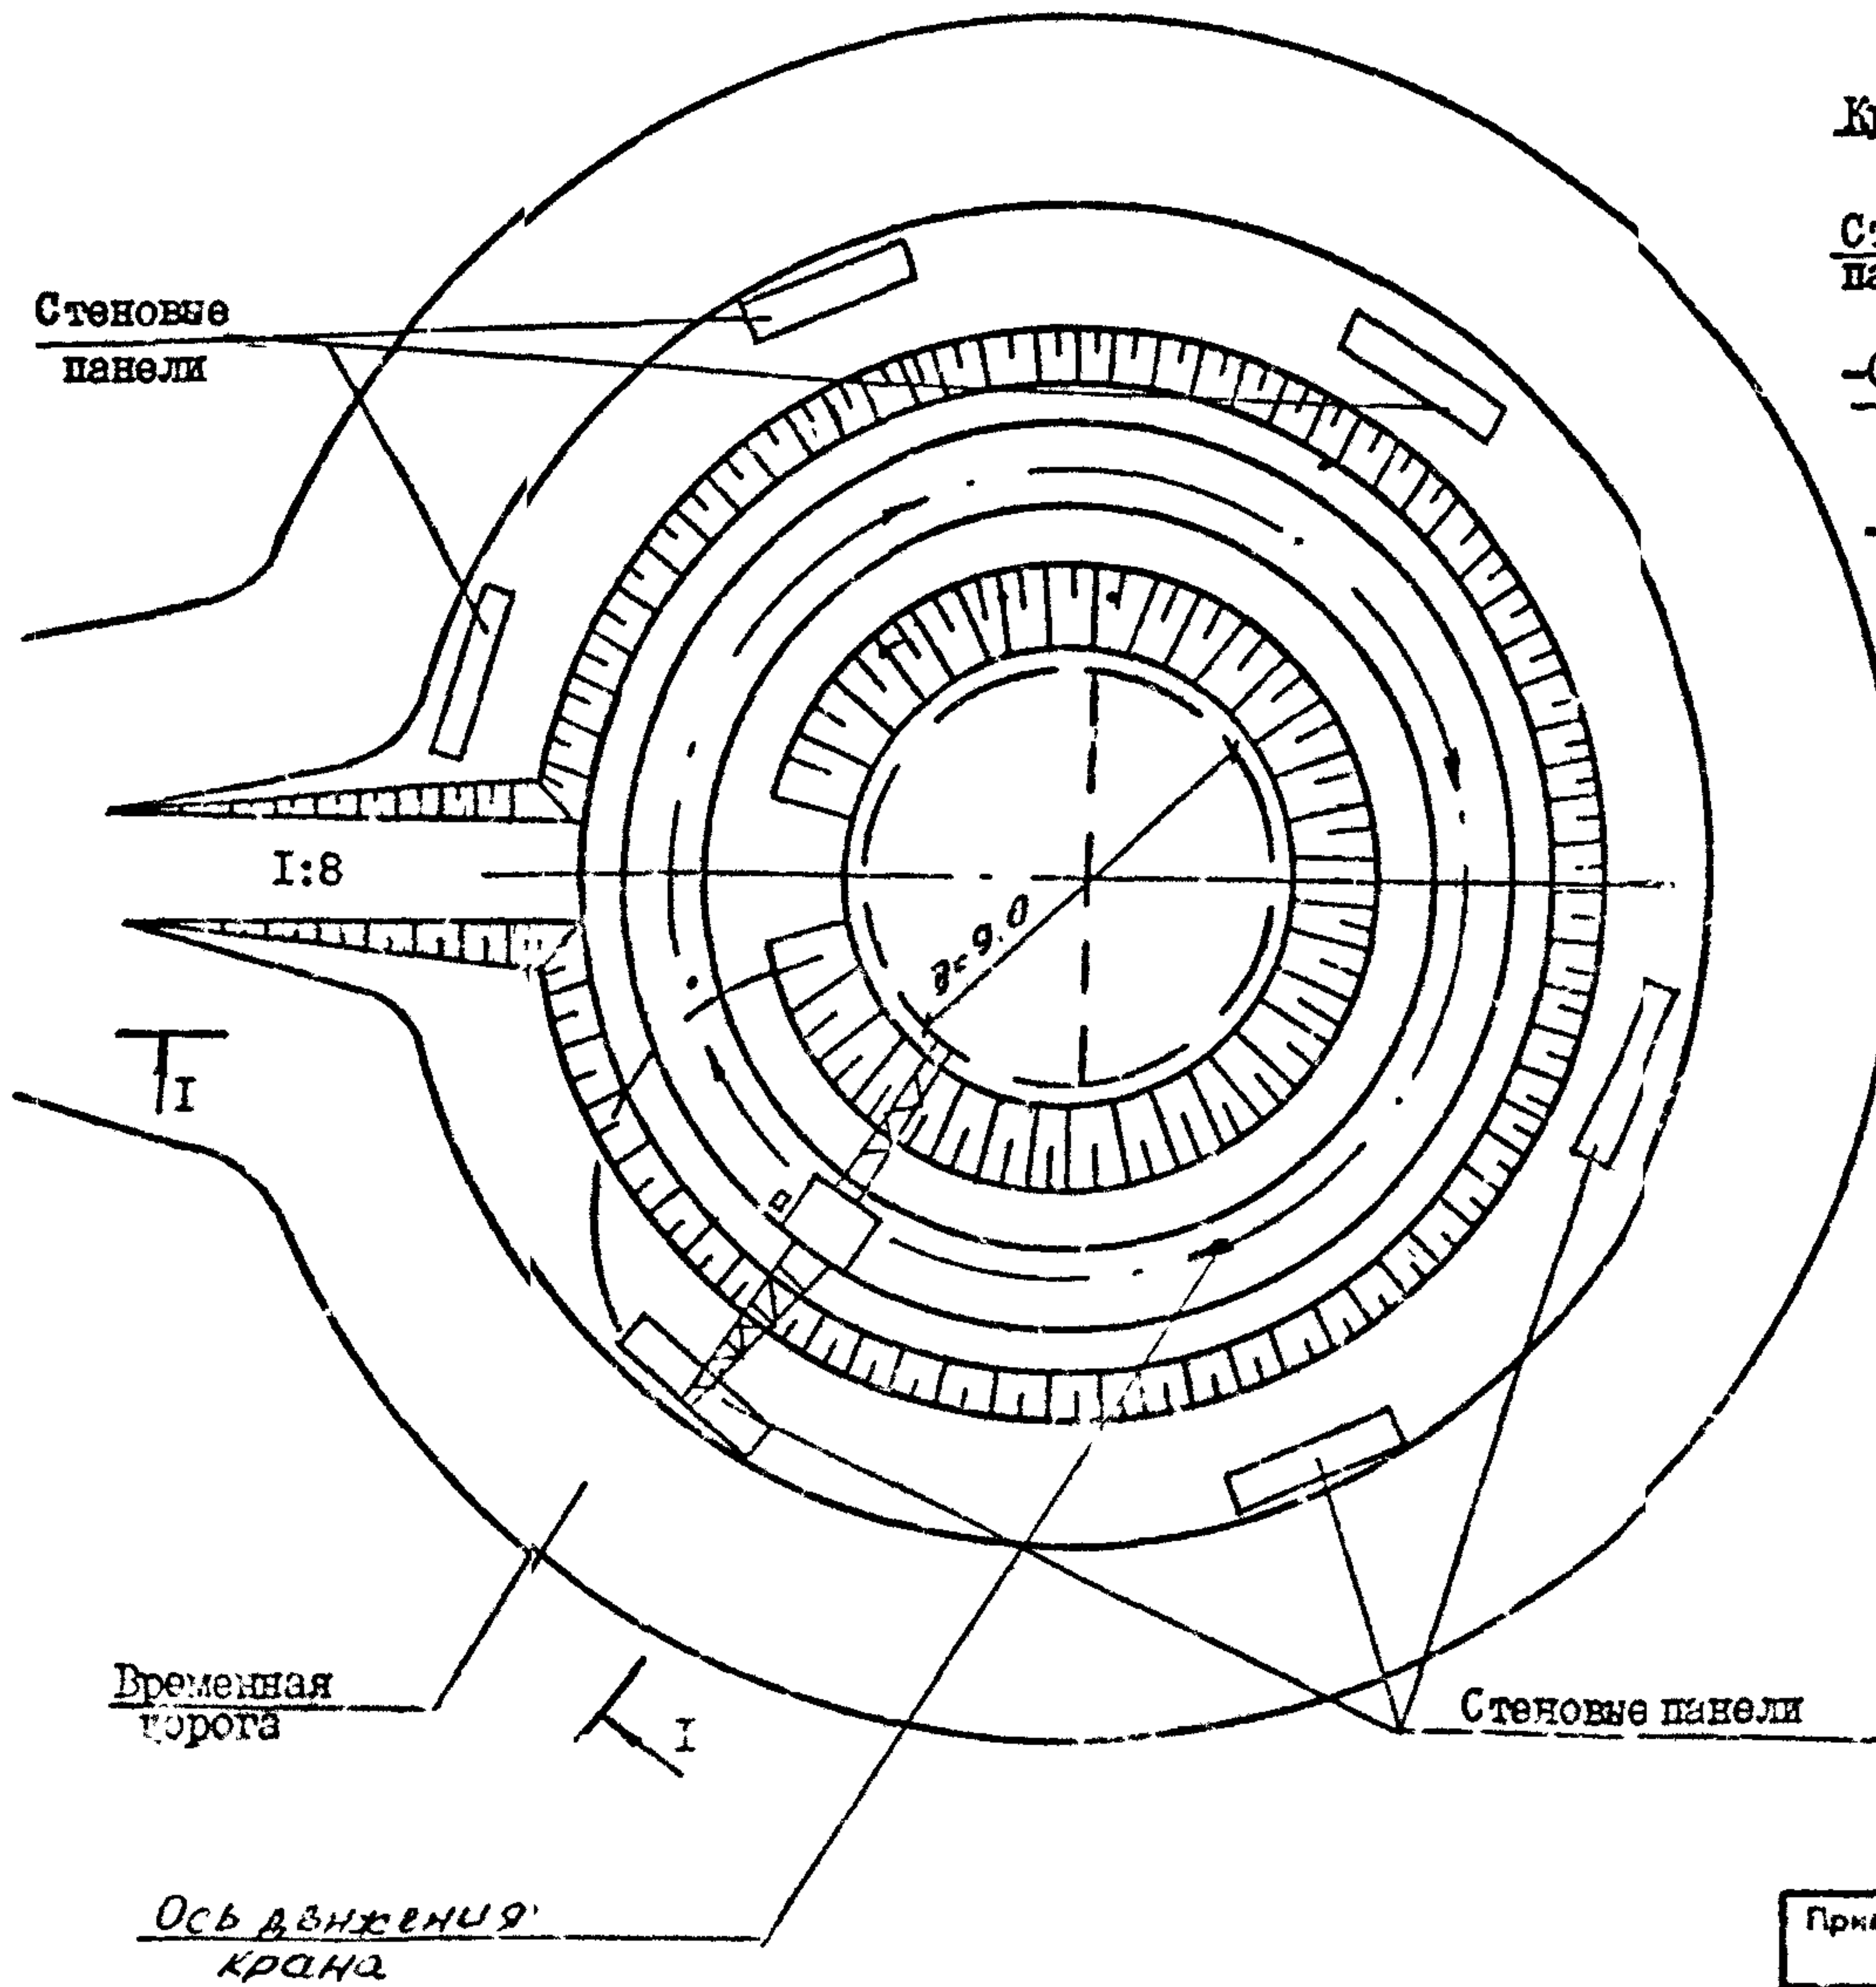 Стеновые
панели
I:8
I
Временная
дорога
I
Стеновые панели
Ось движения
крана